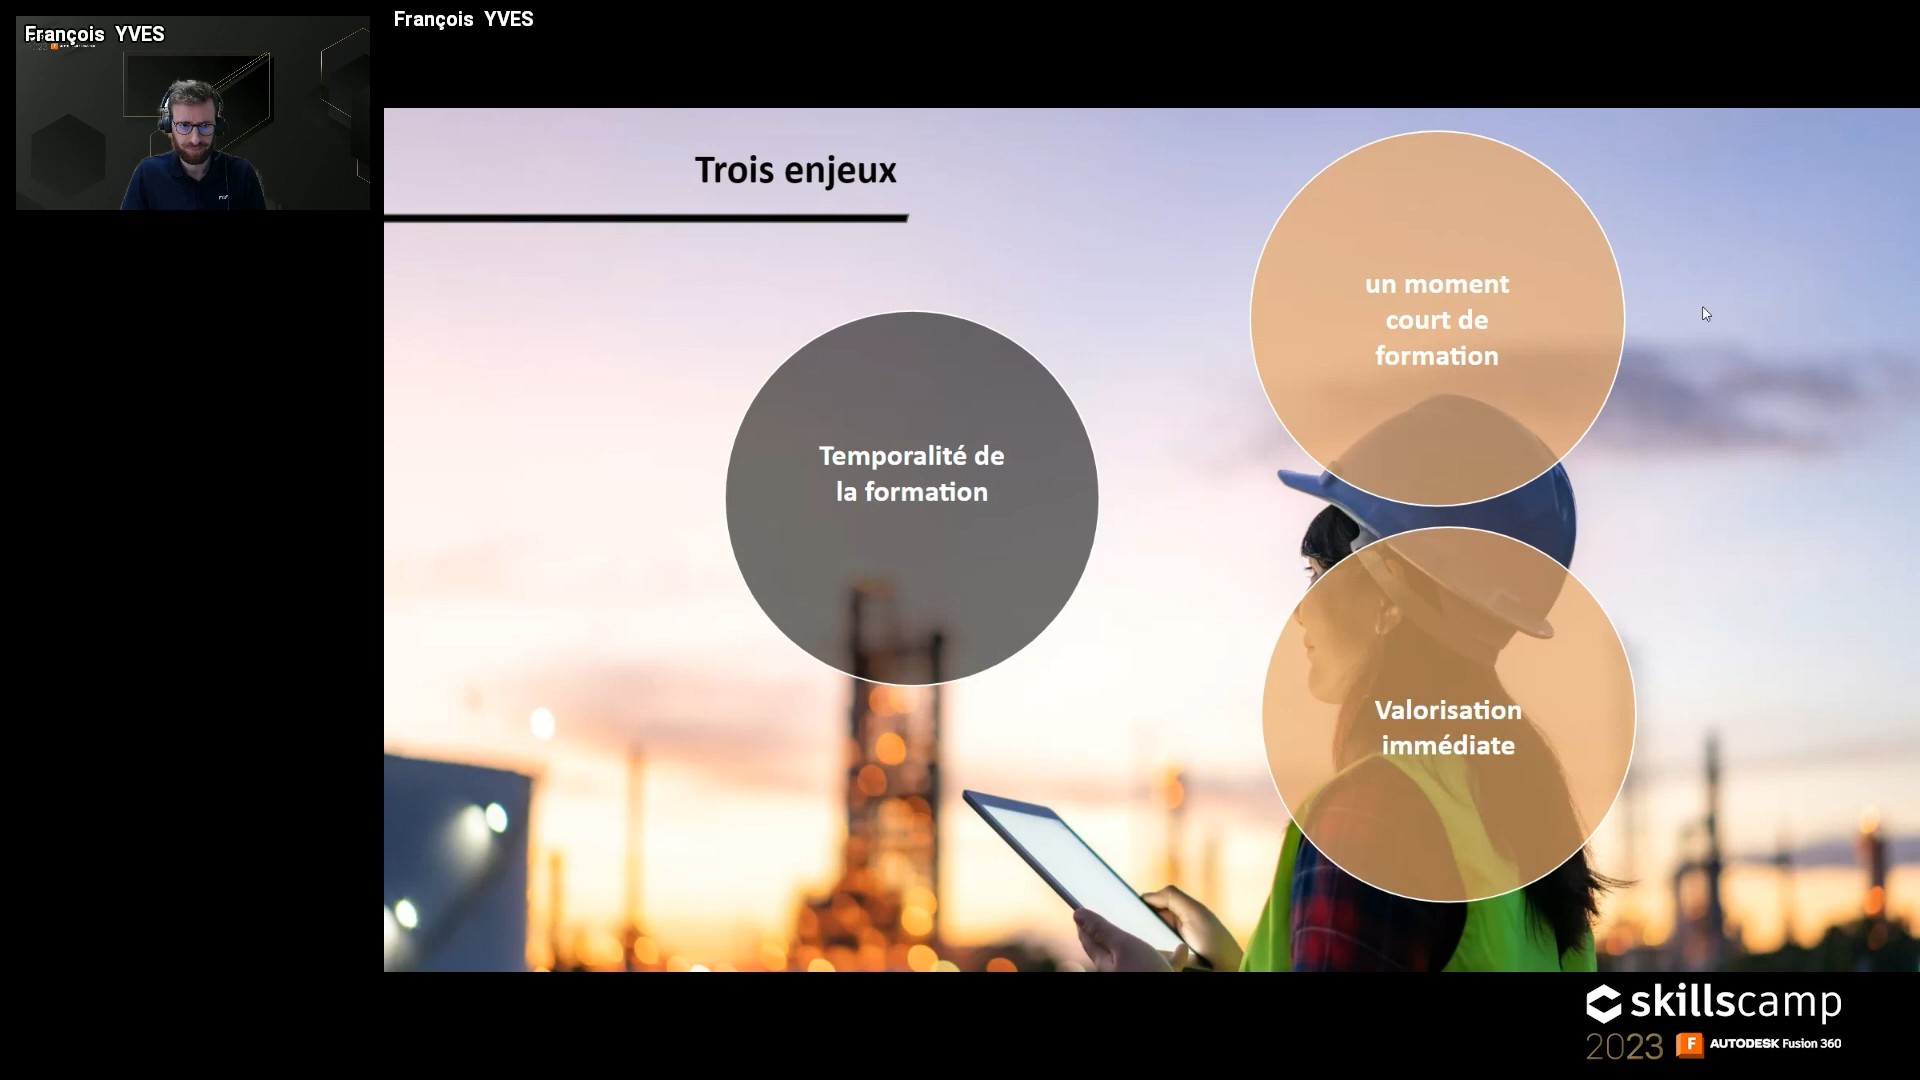 François YVES
François YVES
Trois enjeux
un moment
court de
formation
Temporalité de
la formation
Valorisation
immédiate
skillscamp
2023 F AUTODESK Fusion 360